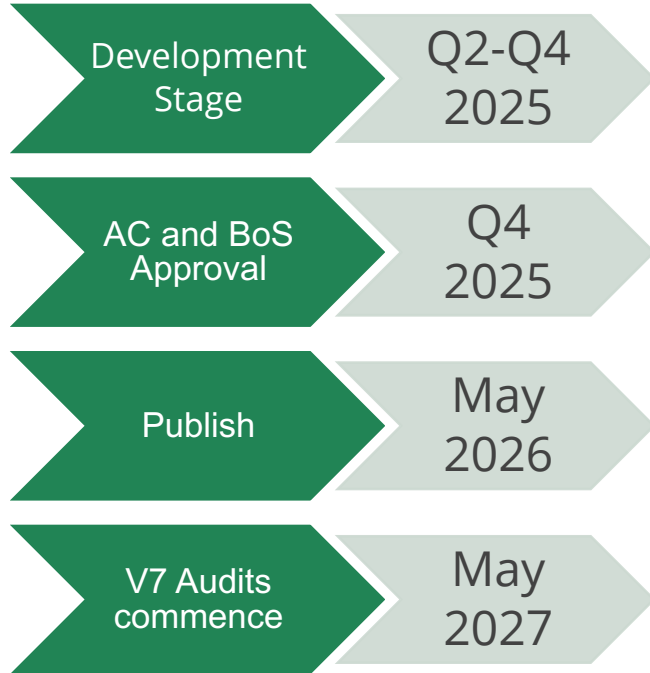 Development
Stage
Q2-Q4
2025
AC and BoS
Approval
Q4
2025
Publish
May
2026
V7 Audits
commence
May
2027